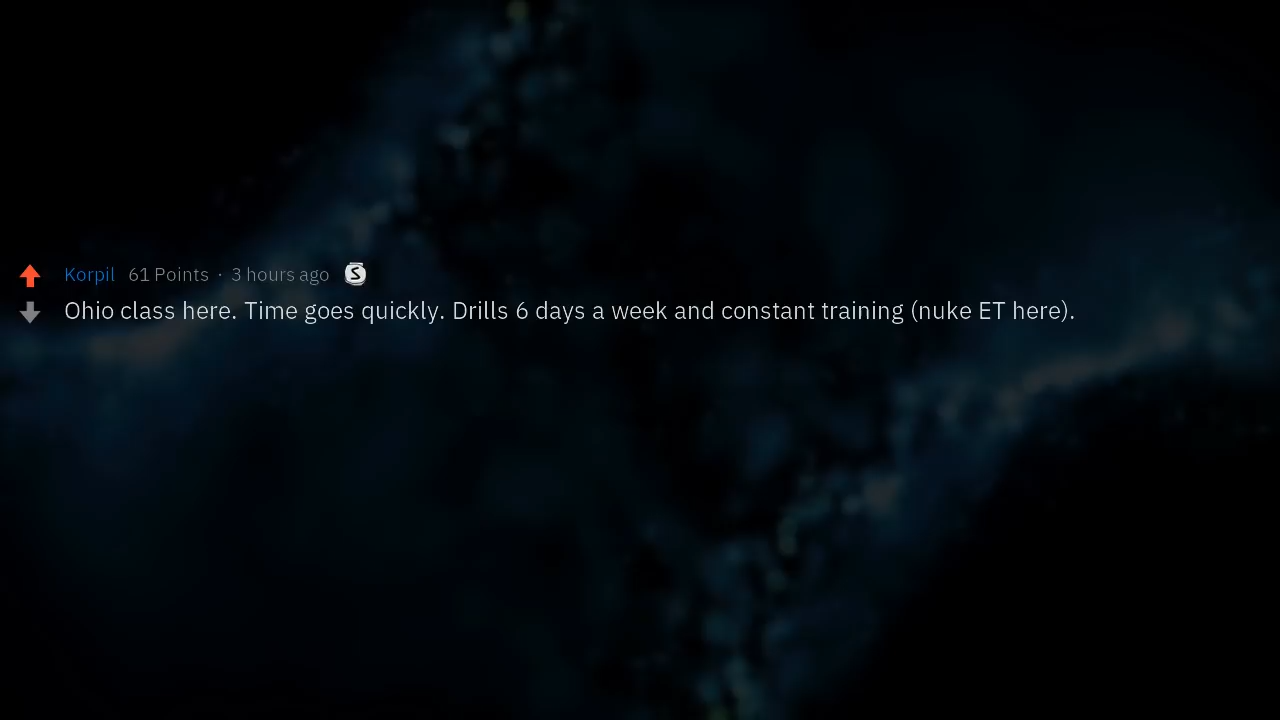 Korpil 61 Points · 3 hours ago S
Ohio class here. Time goes quickly. Drills 6 days a week and constant training (nuke ET here).